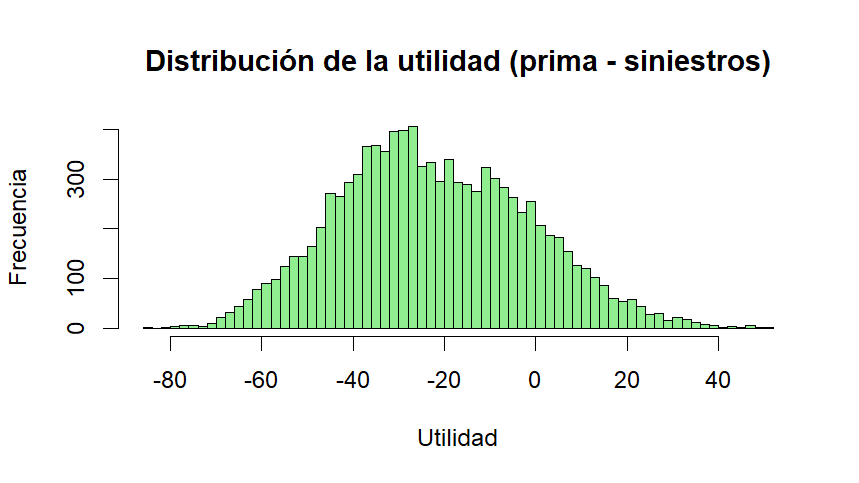 Distribución de la utilidad (prima - siniestros)
Frecuencia
300
100
0
-80 -60 -40 -20 0 20 40
Utilidad